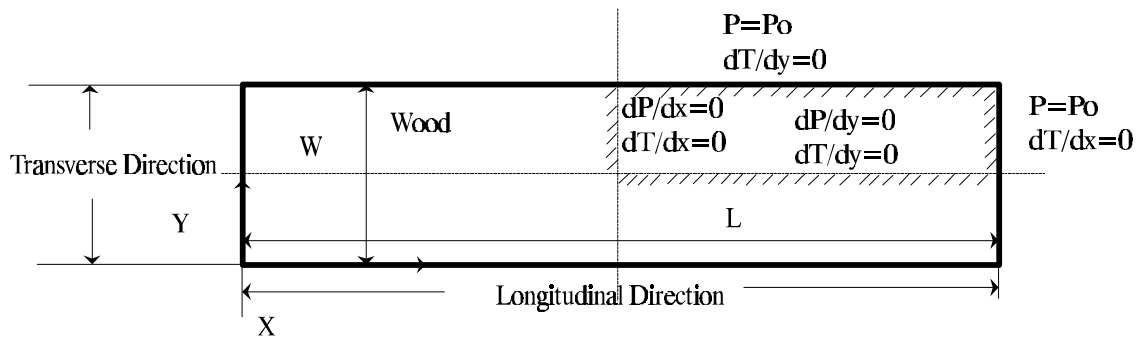 P=Po
dT/dy=0
dP/dx=0
dT/dx=0
dP/dy=0
dT/dy=0
P=Po
dT/dx=0
Wood
W
Transverse Direction
Y
L
Longitudinal Direction
X